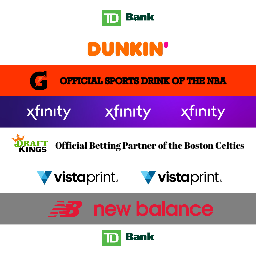 TD Bank
DUNKIN'
G OFFICIAL SPORTS DRINK OF THE NBA
xfinity xfinity xfinity
DRAFT KINGS Official Betting Partner of the Boston Celtics
vistaprint. vistaprint.
NB new balance
TD Bank